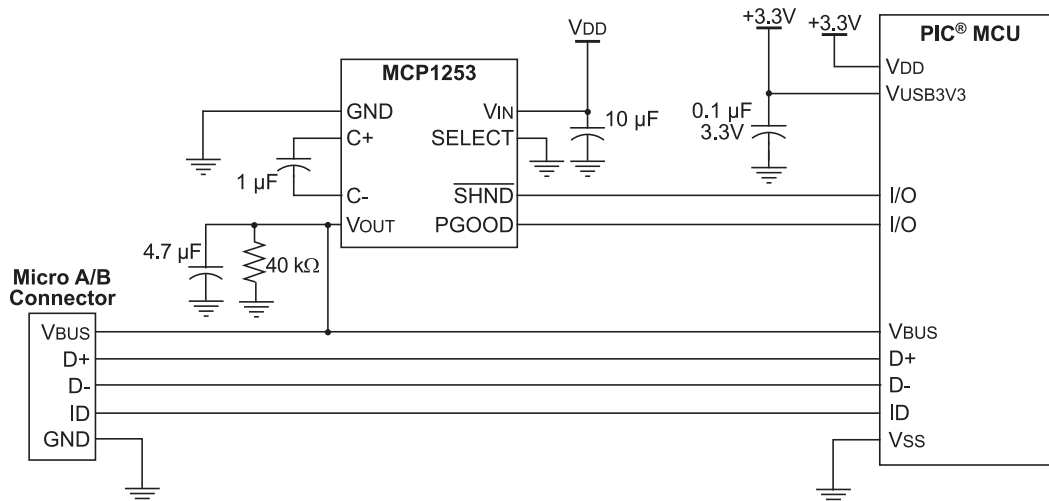 +3.3V
+3.3V
VDD
PIC® MCU
MCP1253
VDD
GND
VIN
VUSB3V3
C+
SELECT
10 µF
0.1 µF
3.3V
1 µF
C-
SHND
I/O
VOUT
PGOOD
I/O
4.7 µF
40 kΩ
Micro A/B
Connector
VBUS
VBUS
D+
D+
D-
D-
ID
ID
GND
VSS